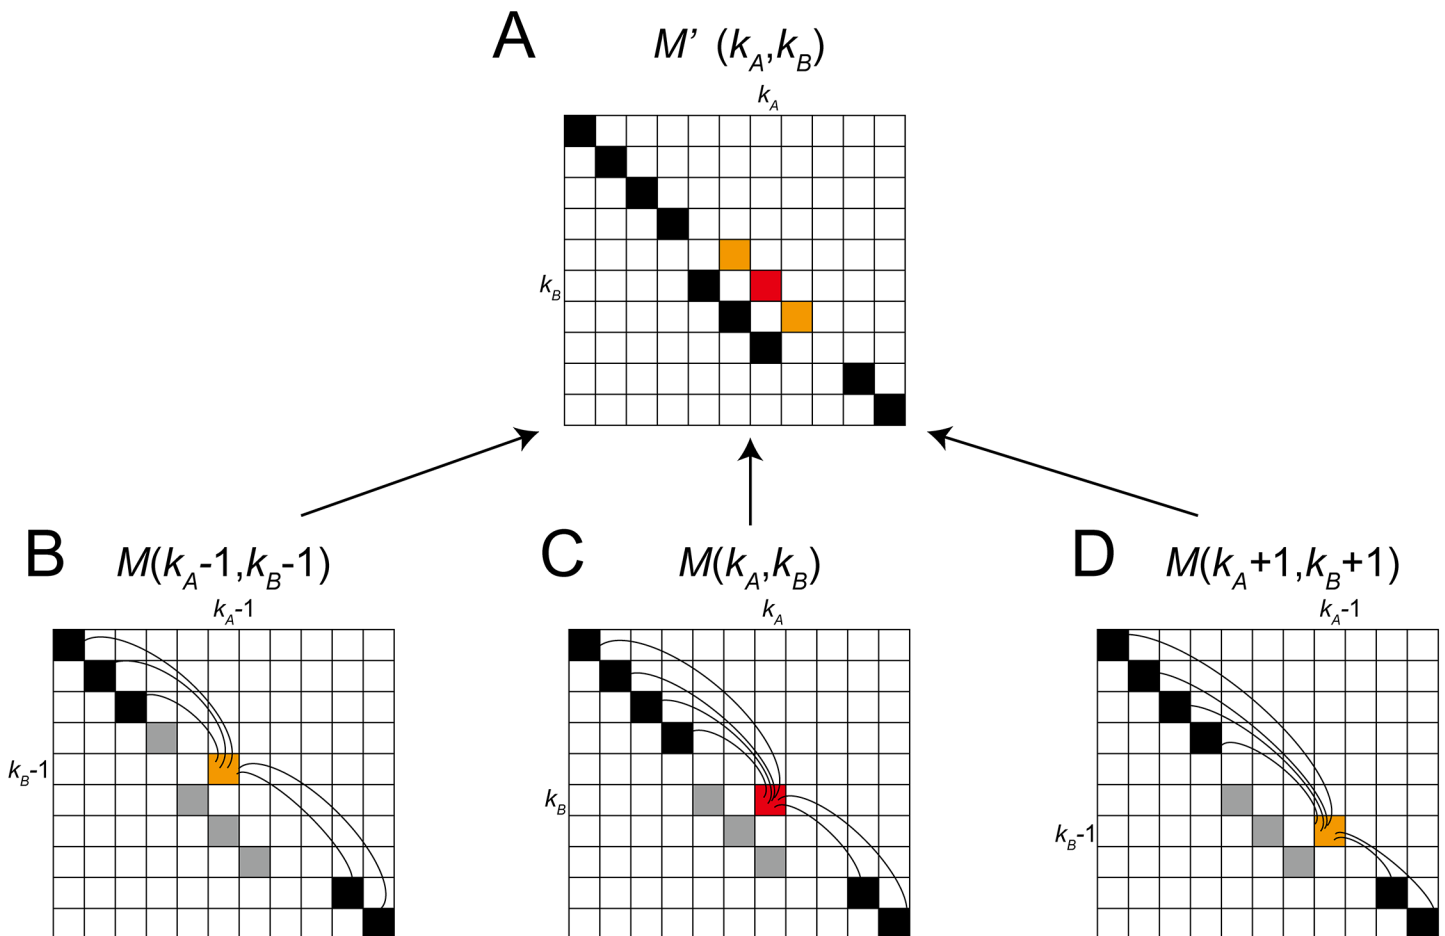 A
M’ (kA,kB)
kA
kB
B
M(kA-1,kB-1)
kA-1
kB-1
C
M(kA,kB)
kA
kB
D
M(kA+1,kB+1)
kA-1
kB-1